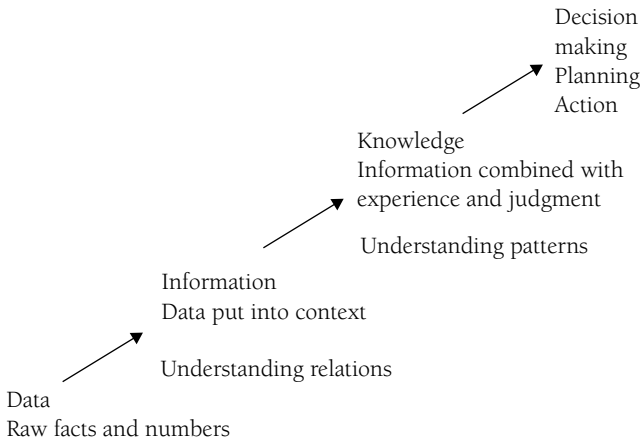 Decision
making
Planning
Action
Knowledge
Information combined with
experience and judgment
Understanding patterns
Information
Data put into context
Understanding relations
Data
Raw facts and numbers